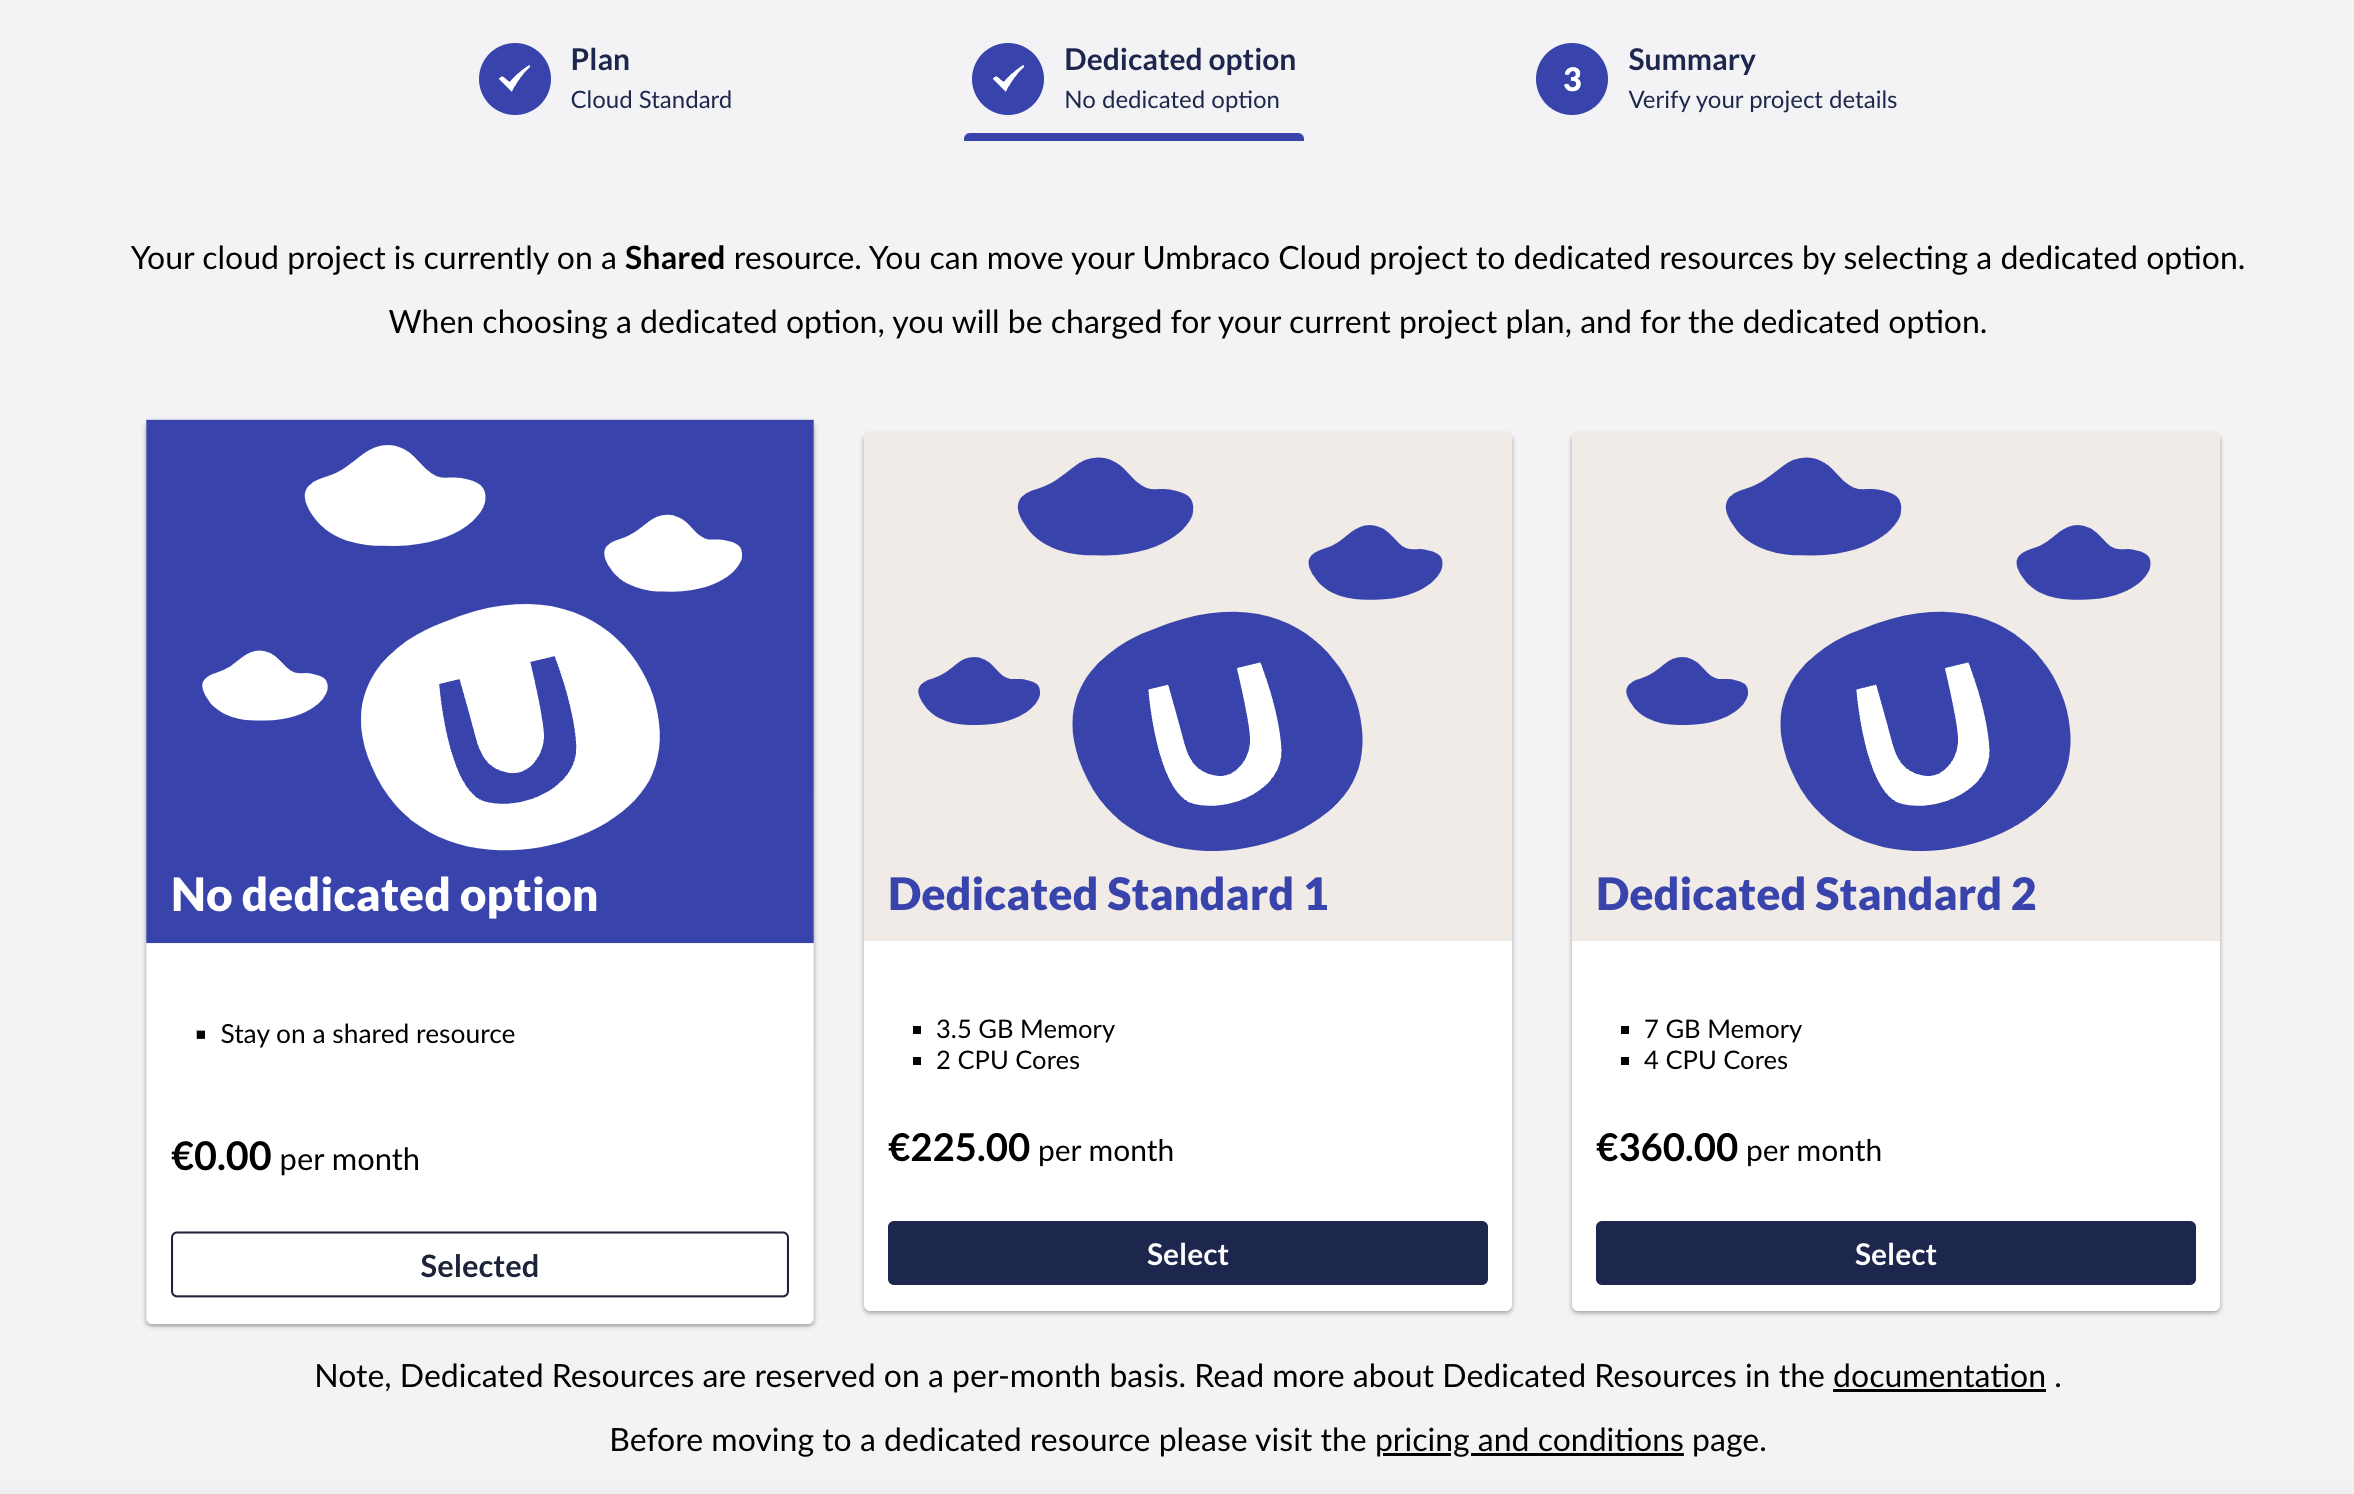 Plan
Cloud Standard
Dedicated option
No dedicated option
3
Summary
Verify your project details
Your cloud project is currently on a Shared resource. You can move your Umbraco Cloud project to dedicated resources by selecting a dedicated option.
When choosing a dedicated option, you will be charged for your current project plan, and for the dedicated option.
U
No dedicated option
Stay on a shared resource
€0.00 per month
Selected
U
Dedicated Standard 1
3.5 GB Memory
2 CPU Cores
€225.00 per month
Select
U
Dedicated Standard 2
7 GB Memory
4 CPU Cores
€360.00 per month
Select
Note, Dedicated Resources are reserved on a per-month basis. Read more about Dedicated Resources in the documentation .
Before moving to a dedicated resource please visit the pricing and conditions page.